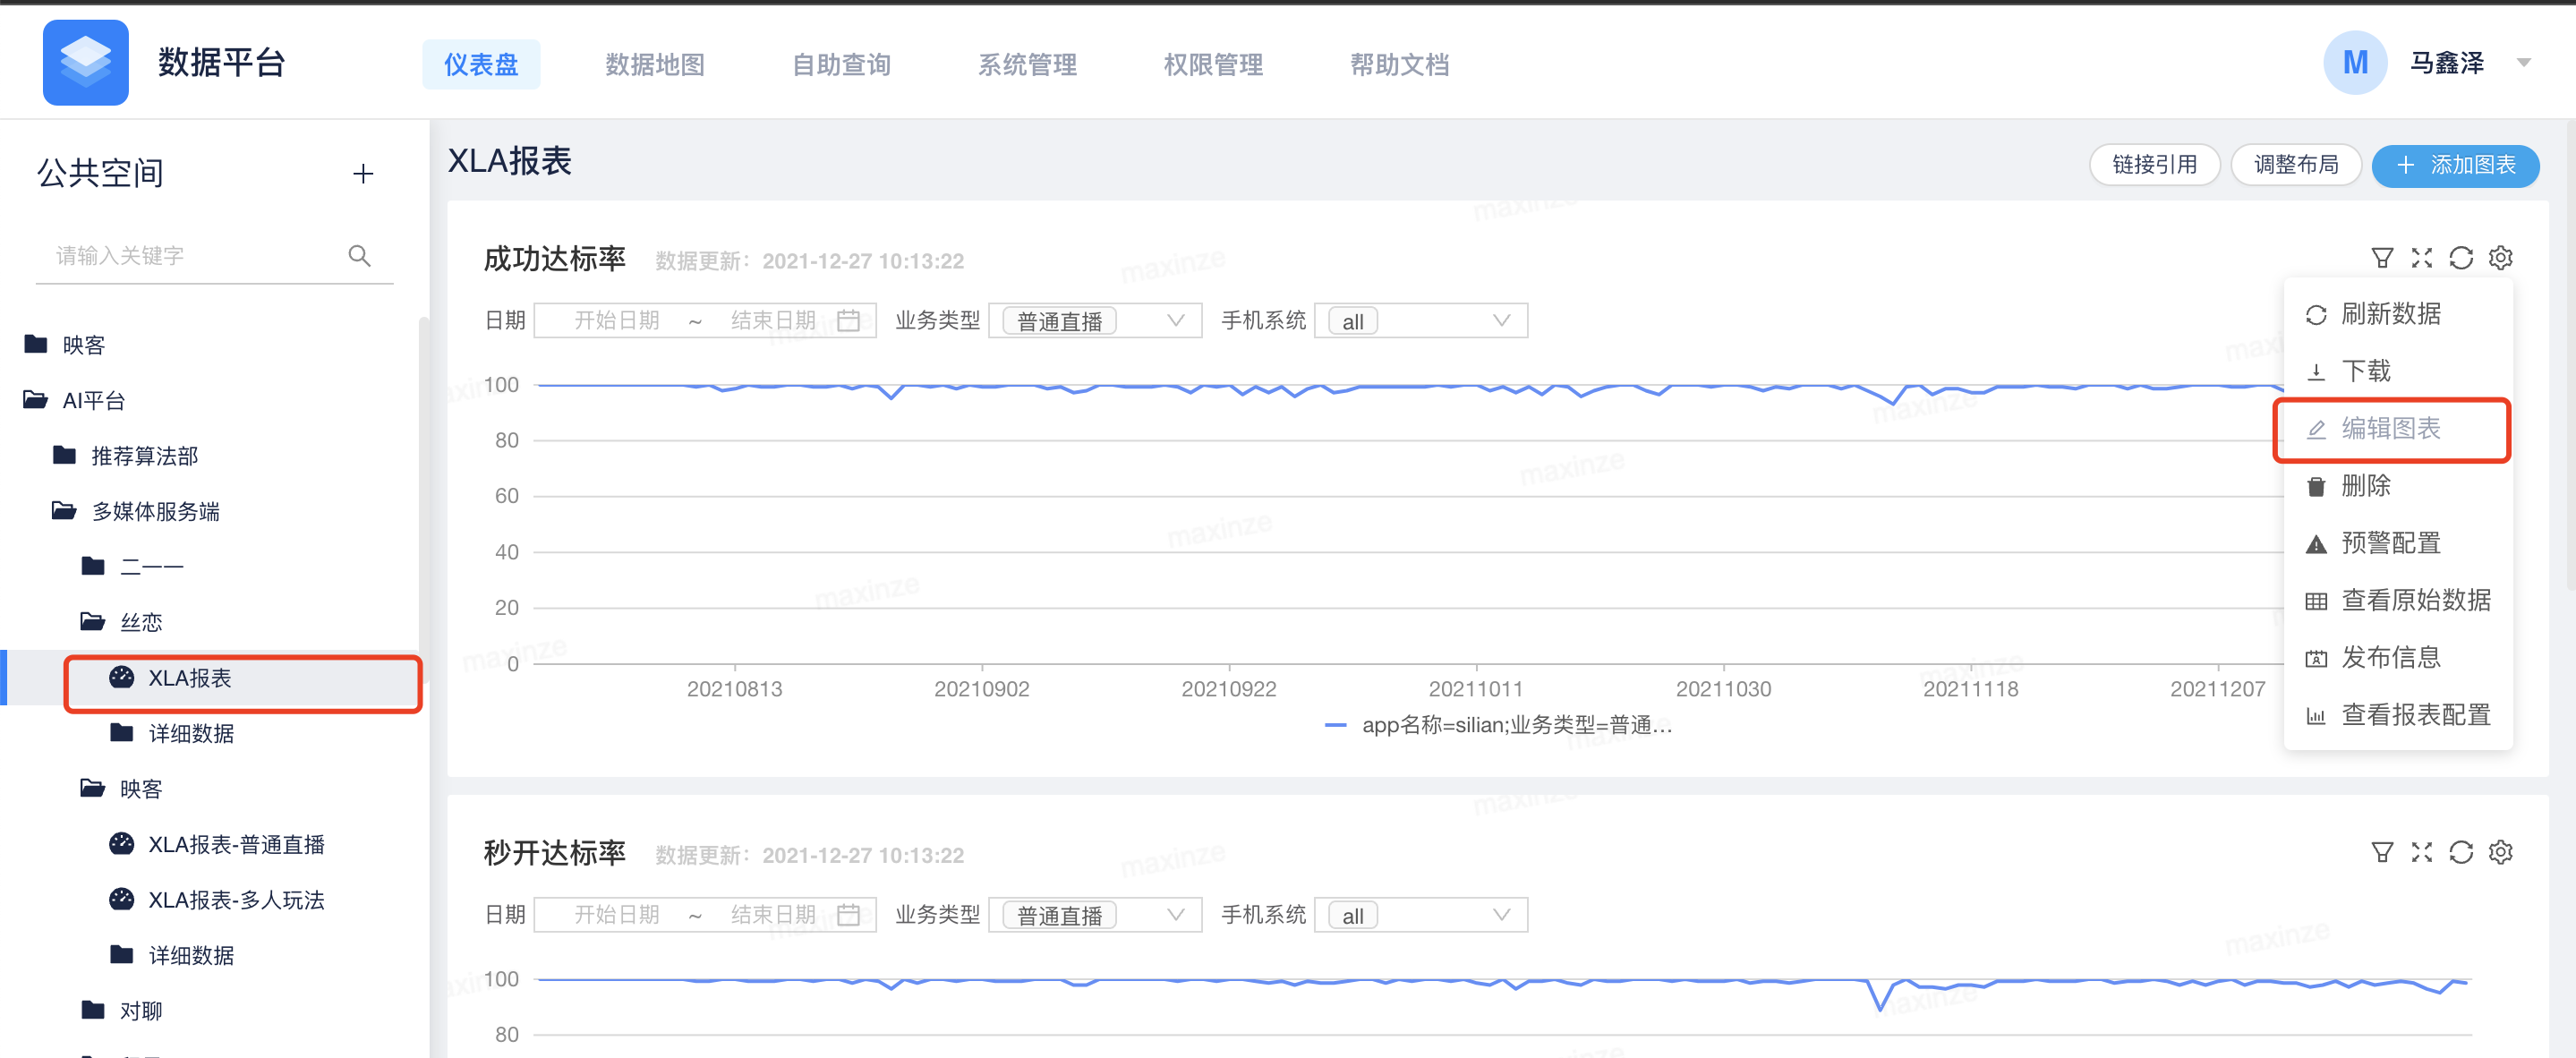 数据平台
仪表盘
数据地图
自助查询
系统管理
权限管理
帮助文档
M
马鑫泽
公共空间
请输入关键字
映客
AI平台
推荐算法部
多媒体服务端
二一一
丝恋
XLA报表
详细数据
映客
XLA报表-普通直播
XLA报表-多人玩法
详细数据
对聊
XLA报表
链接引用
调整布局
添加图表
成功达标率
数据更新：2021-12-27 10:13:22
日期 开始日期 ~ 结束日期 业务类型 普通直播 手机系统 all
100
80
60
40
20
0
20210813
20210902
20210922
20211011
20211030
20211118
20211207
app名称=silian;业务类型=普通...
刷新数据
下载
编辑图表
删除
预警配置
查看原始数据
发布信息
查看报表配置
秒开达标率
数据更新：2021-12-27 10:13:22
日期 开始日期 ~ 结束日期 业务类型 普通直播 手机系统 all
100
80
maxinze